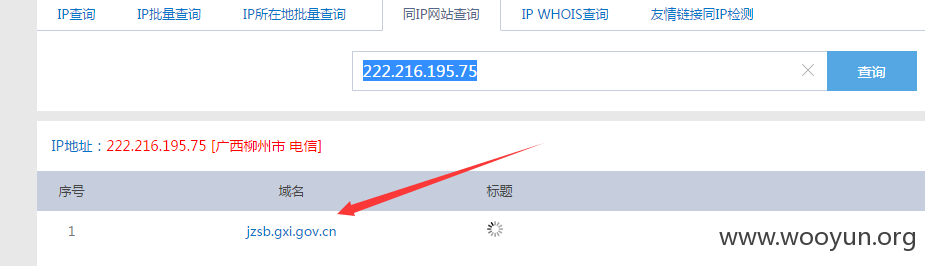 IP查询 IP批量查询 IP所在地批量查询 同IP网站查询 IP WHOIS查询 友情链接同IP检测
222.216.195.75 查询
IP地址：222.216.195.75 [广西柳州市 电信]
序号 域名 标题
1 jzsb.gxi.gov.cn
www.wooyun.org